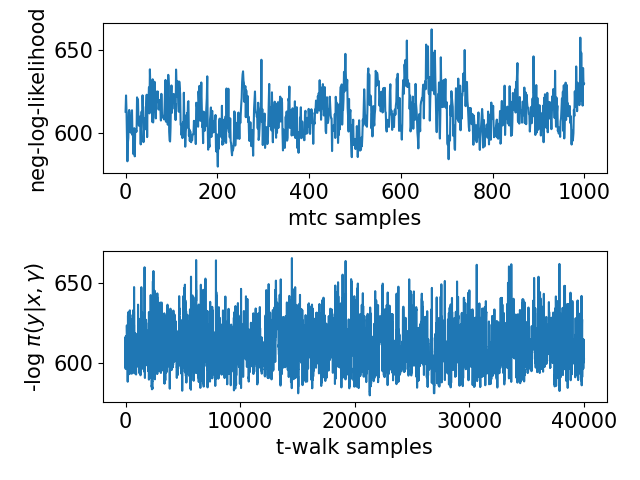 neg-log-likelihood
650
600
0 200 400 600 800 1000
mtc samples
-log π(y|x, γ)
650
600
0 10000 20000 30000 40000
t-walk samples